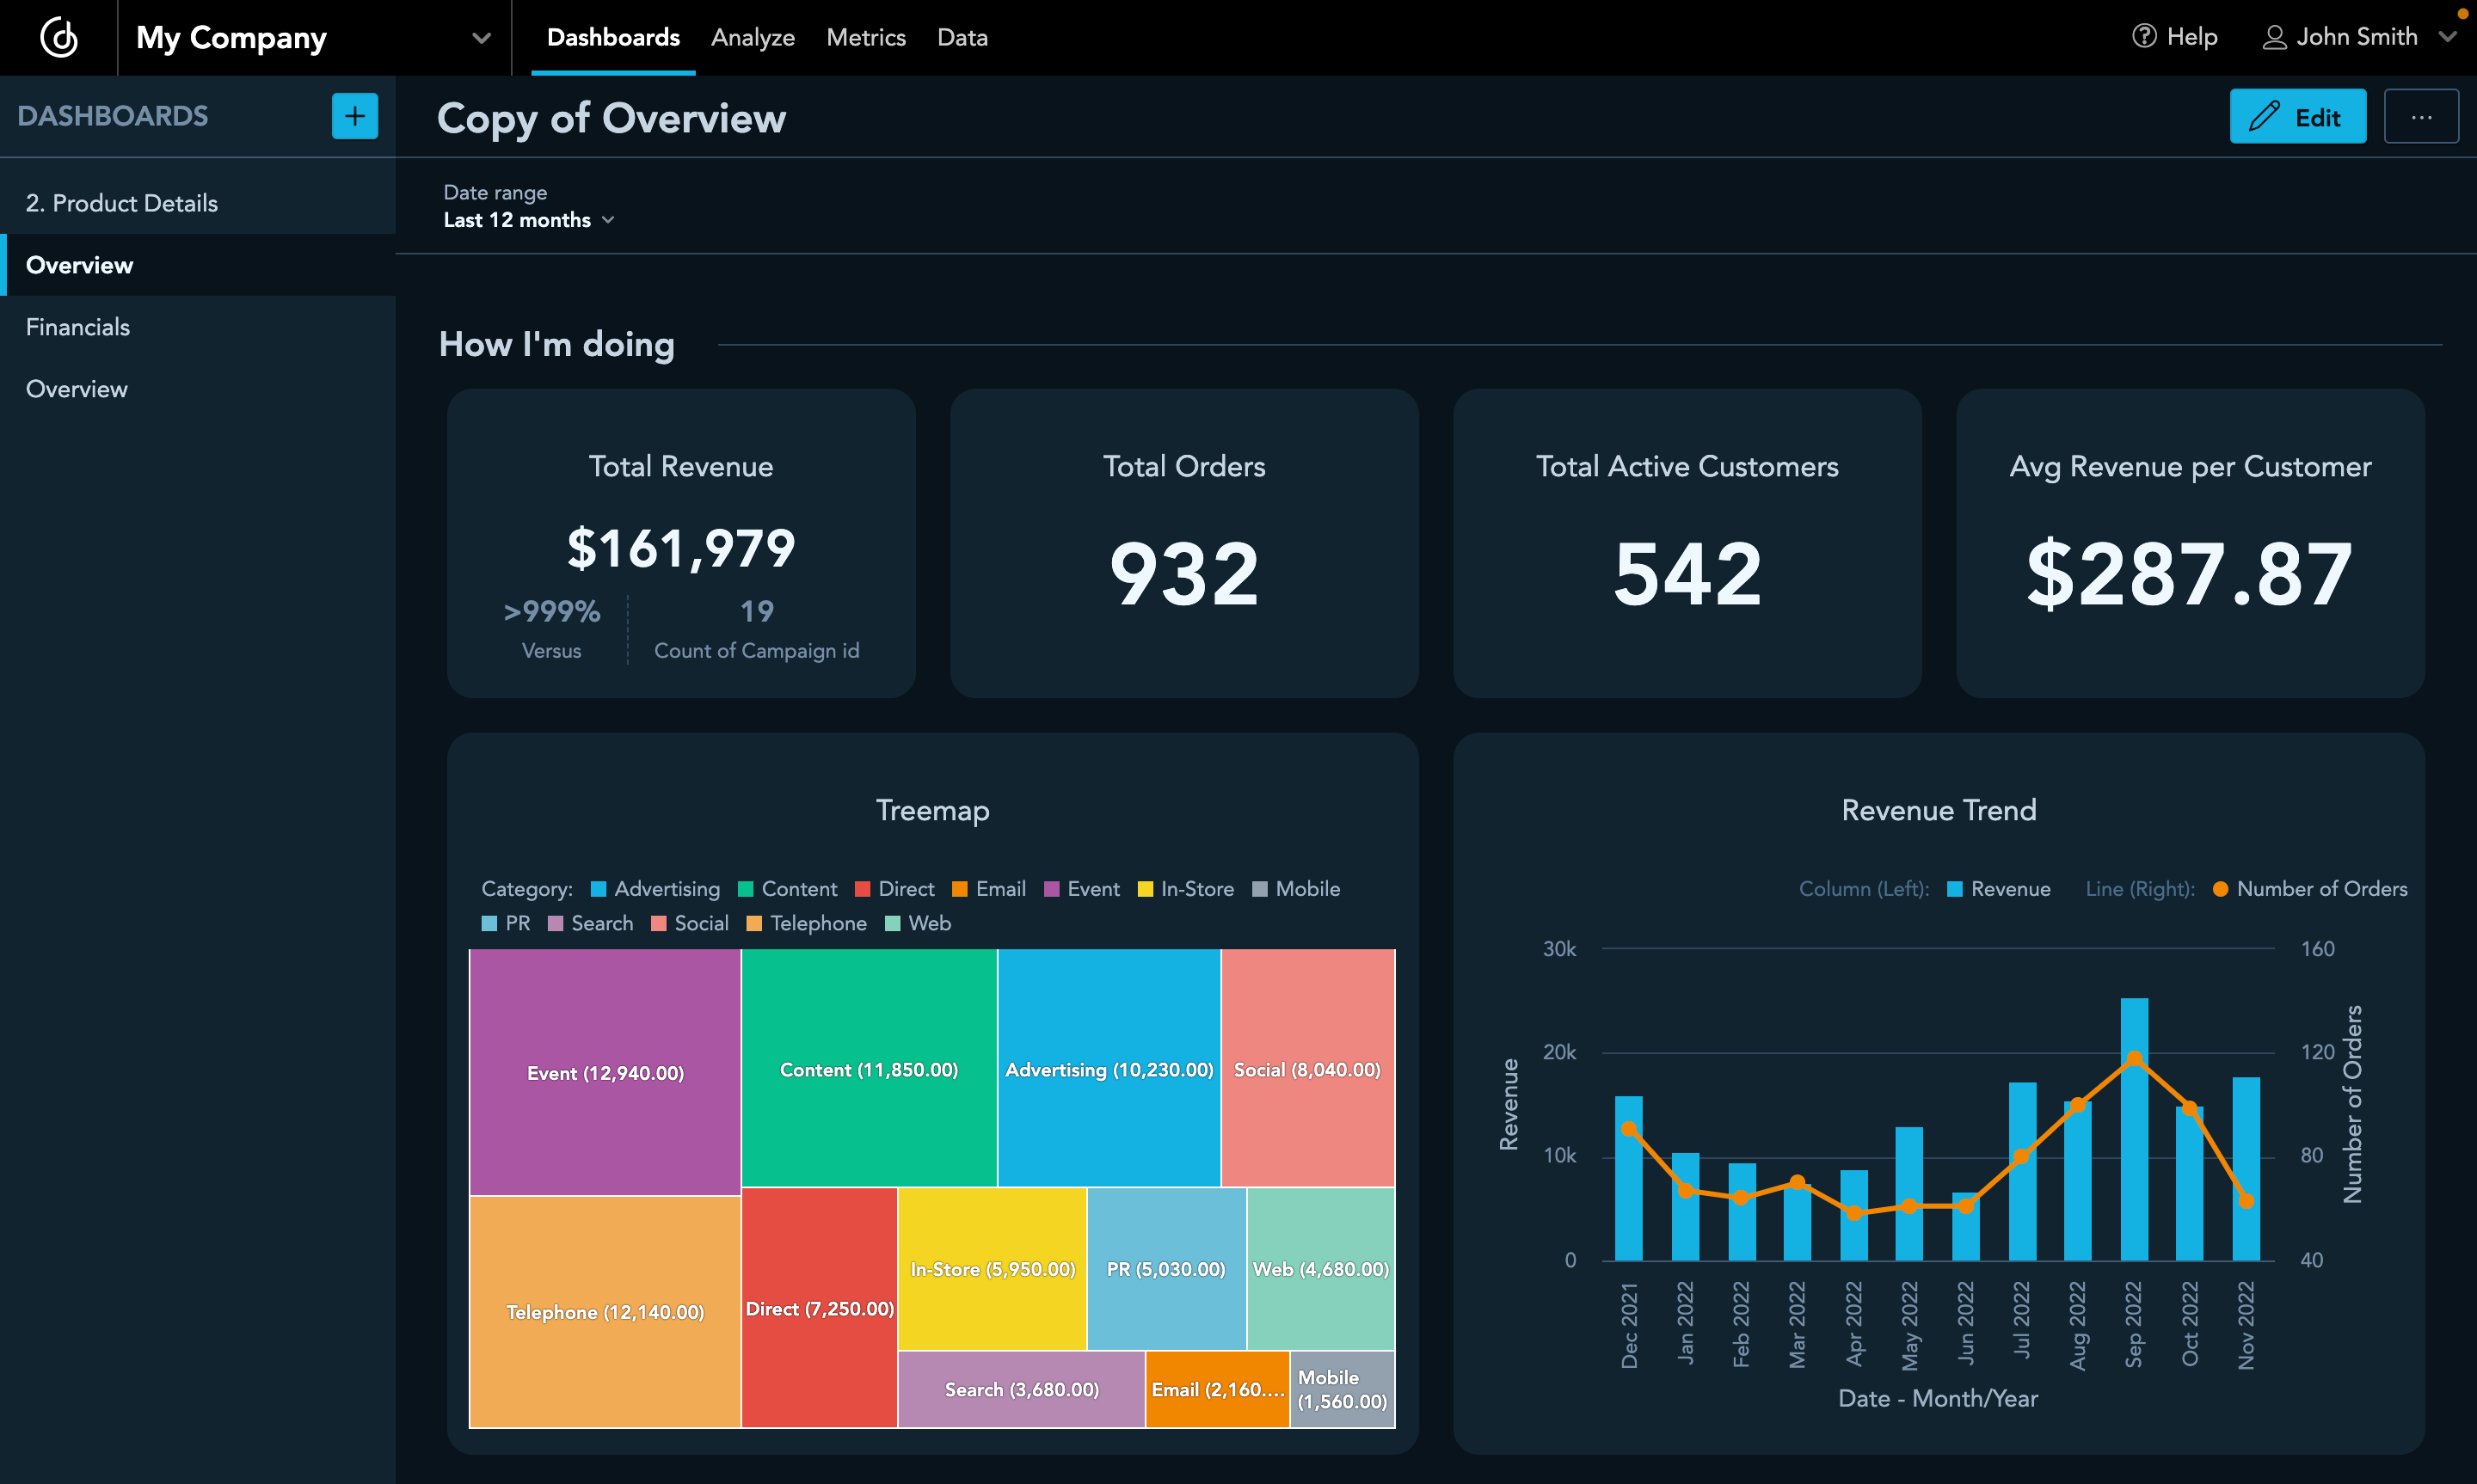 My Company
Dashboards Analyze Metrics Data
Help John Smith
DASHBOARDS +
2. Product Details
Overview
Financials
Overview
Copy of Overview
Edit ...
Date range
Last 12 months
How I'm doing
Total Revenue
$161,979
>999% 19
Versus Count of Campaign id
Total Orders
932
Total Active Customers
542
Avg Revenue per Customer
$287.87
Treemap
Category: Advertising Content Direct Email Event In-Store Mobile
PR Search Social Telephone Web
Event (12,940.00)
Content (11,850.00)
Advertising (10,230.00)
Social (8,040.00)
Telephone (12,140.00)
Direct (7,250.00)
In-Store (5,950.00)
PR (5,030.00)
Web (4,680.00)
Search (3,680.00)
Email (2,160....
Mobile
(1,560.00)
Revenue Trend
Column (Left): Revenue Line (Right): Number of Orders
30k 160
20k 120
10k 80
0 40
Revenue
Number of Orders
Dec 2021
Jan 2022
Feb 2022
Mar 2022
Apr 2022
May 2022
Jun 2022
Jul 2022
Aug 2022
Sep 2022
Oct 2022
Nov 2022
Date - Month/Year